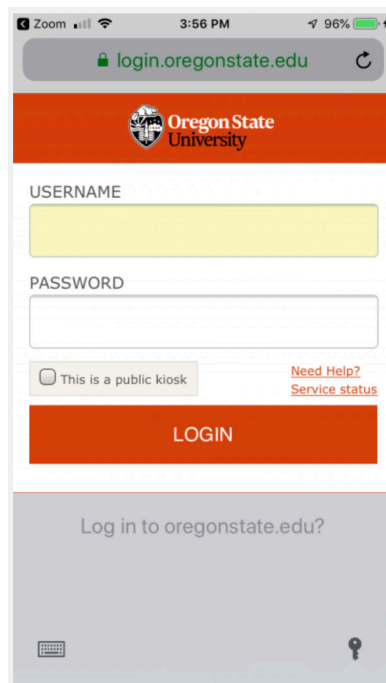 Zoom 3:56 PM 96%
login.oregonstate.edu
Oregon State
University
USERNAME
PASSWORD
This is a public kiosk
Need Help?
Service status
LOGIN
Log in to oregonstate.edu?